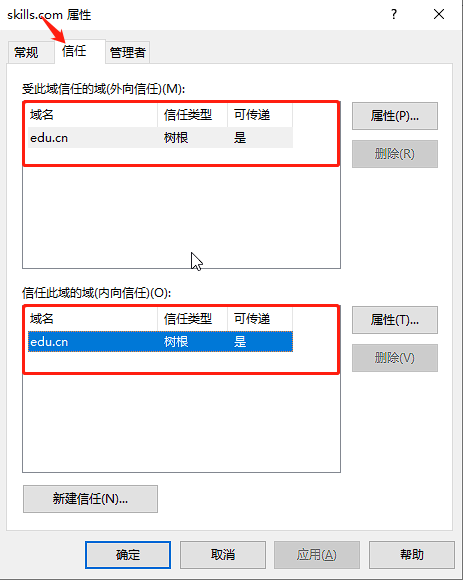 skills.com 属性
常规 信任 管理者
受此域信任的域(外向信任)(M):
域名 信任类型 可传递
edu.cn 树根 是
属性(P)...
删除(R)
信任此域的域(内向信任)(O):
域名 信任类型 可传递
edu.cn 树根 是
属性(T)...
删除(V)
新建信任(N)...
确定 取消 应用(A) 帮助